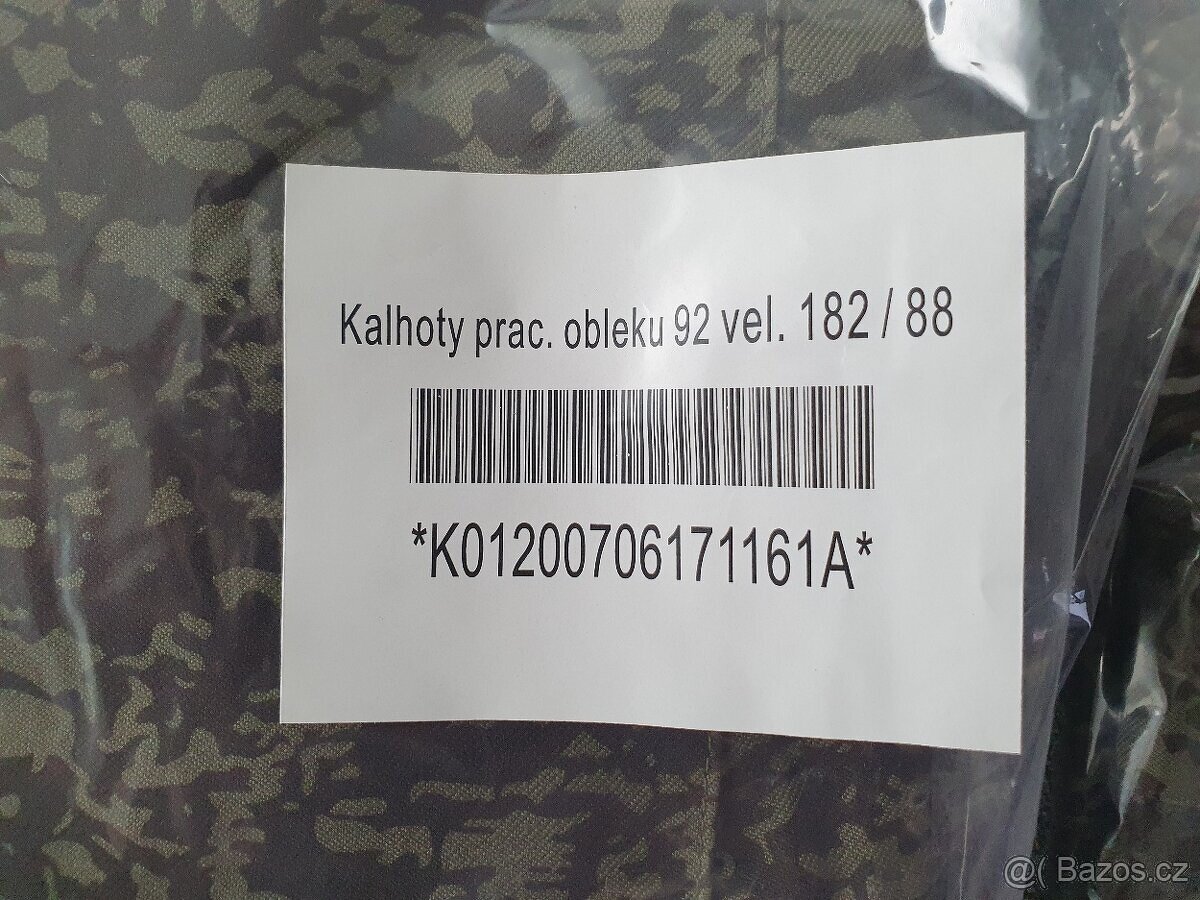 Kalhoty prac. obleku 92 vel. 182 / 88
*K01200706171161A*
@( Bazos.cz